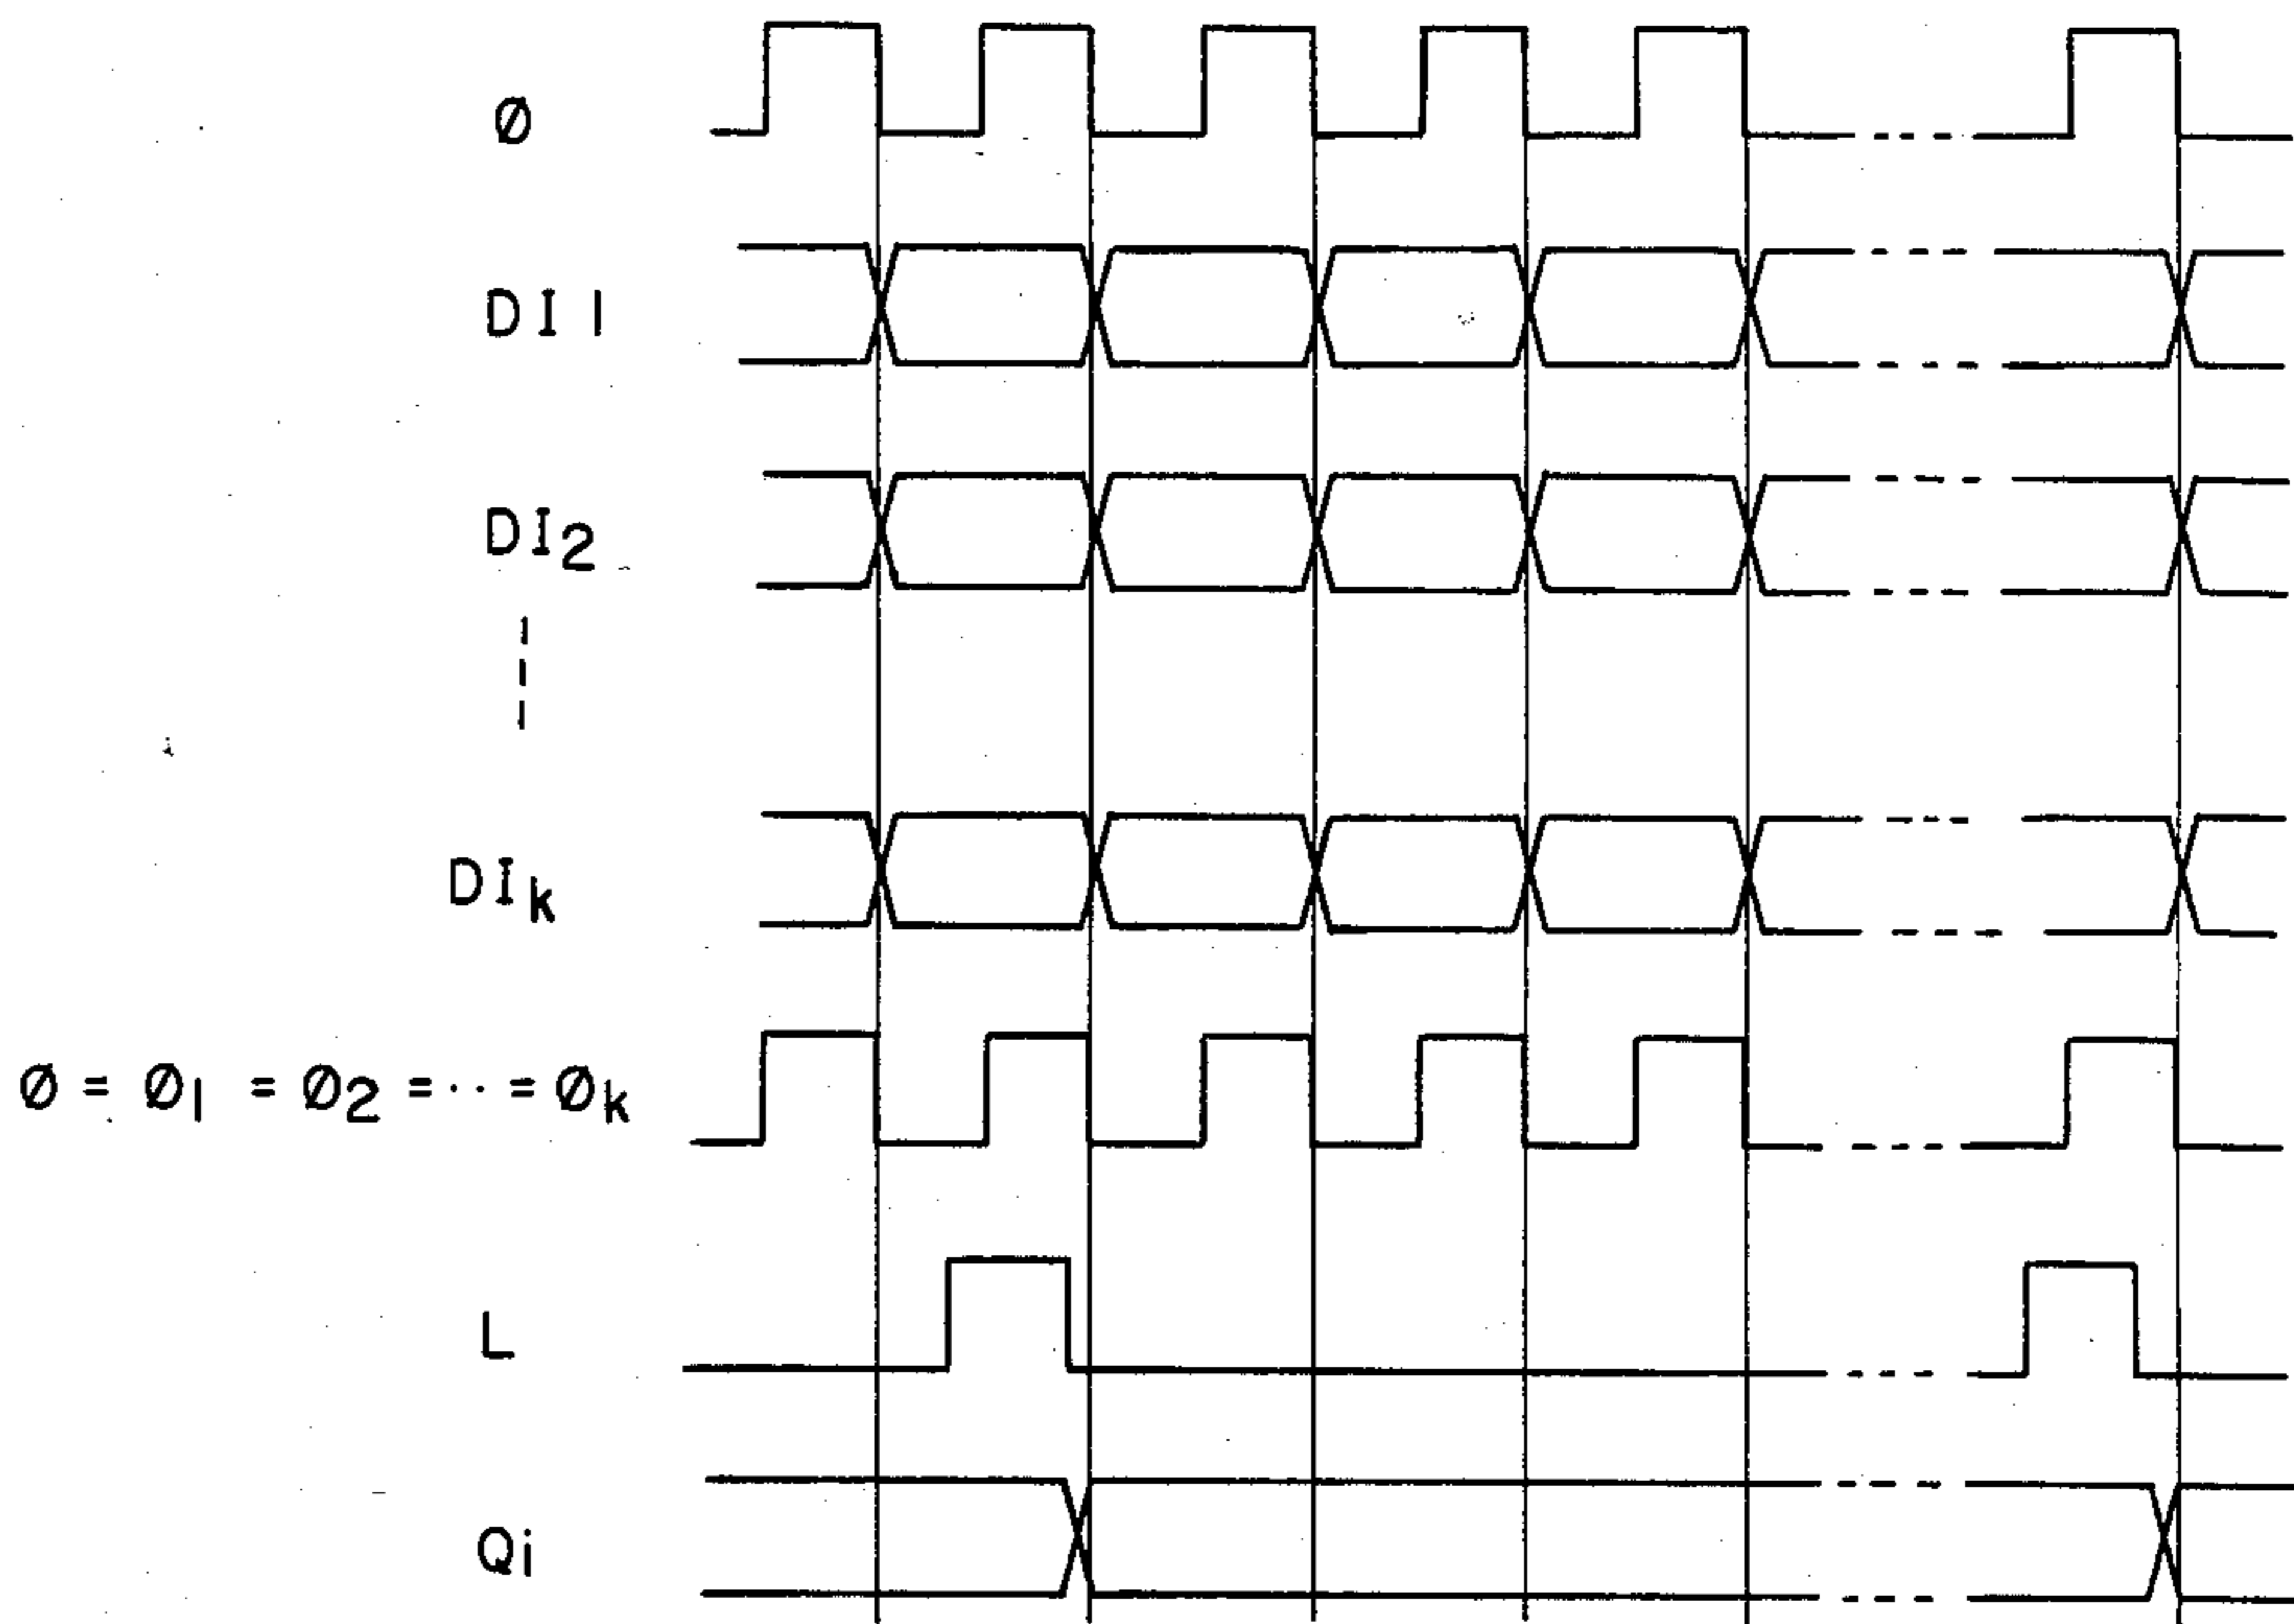 Ø
DI1
DI2
DIk
Ø = Ø1 = Ø2 = ·· = Øk
L
Qi